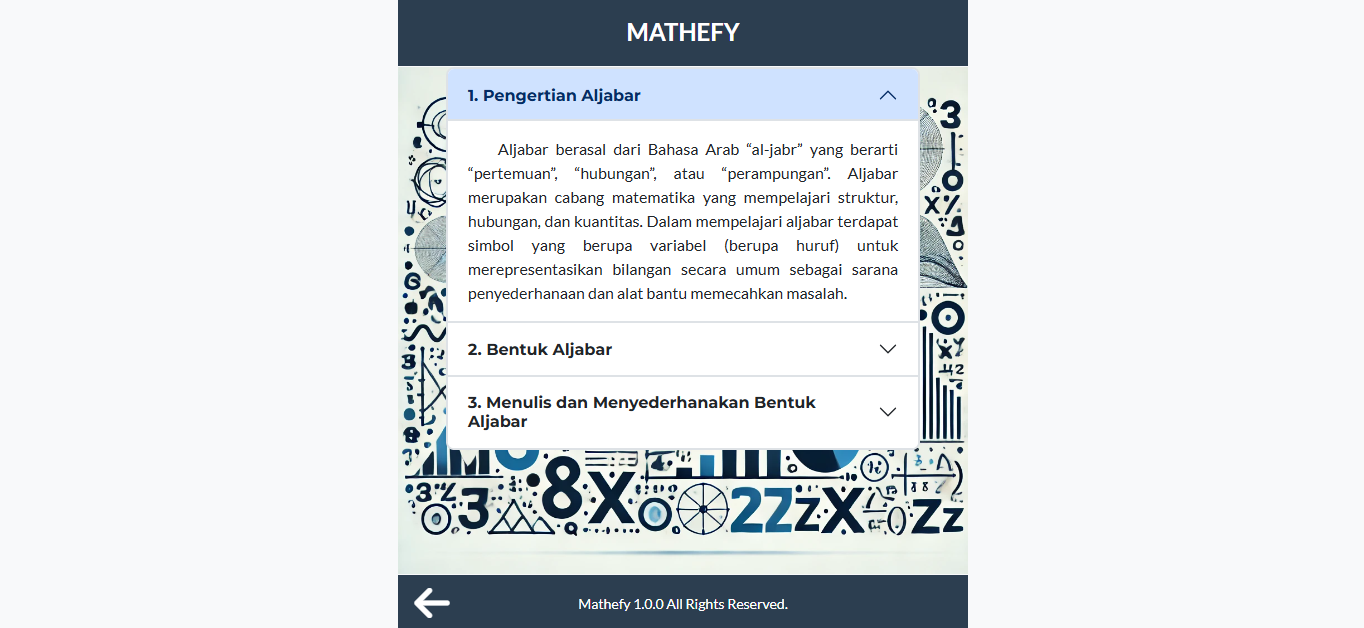 MATHEFY
1. Pengertian Aljabar
Aljabar berasal dari Bahasa Arab “al-jabr” yang berarti
“pertemuan”, “hubungan”, atau “perampungan”. Aljabar
merupakan cabang matematika yang mempelajari struktur,
hubungan, dan kuantitas. Dalam mempelajari aljabar terdapat
simbol yang berupa variabel (berupa huruf) untuk
merepresentasikan bilangan secara umum sebagai sarana
penyederhanaan dan alat bantu memecahkan masalah.
2. Bentuk Aljabar
3. Menulis dan Menyederhanakan Bentuk
Aljabar
Mathefy 1.0.0 All Rights Reserved.